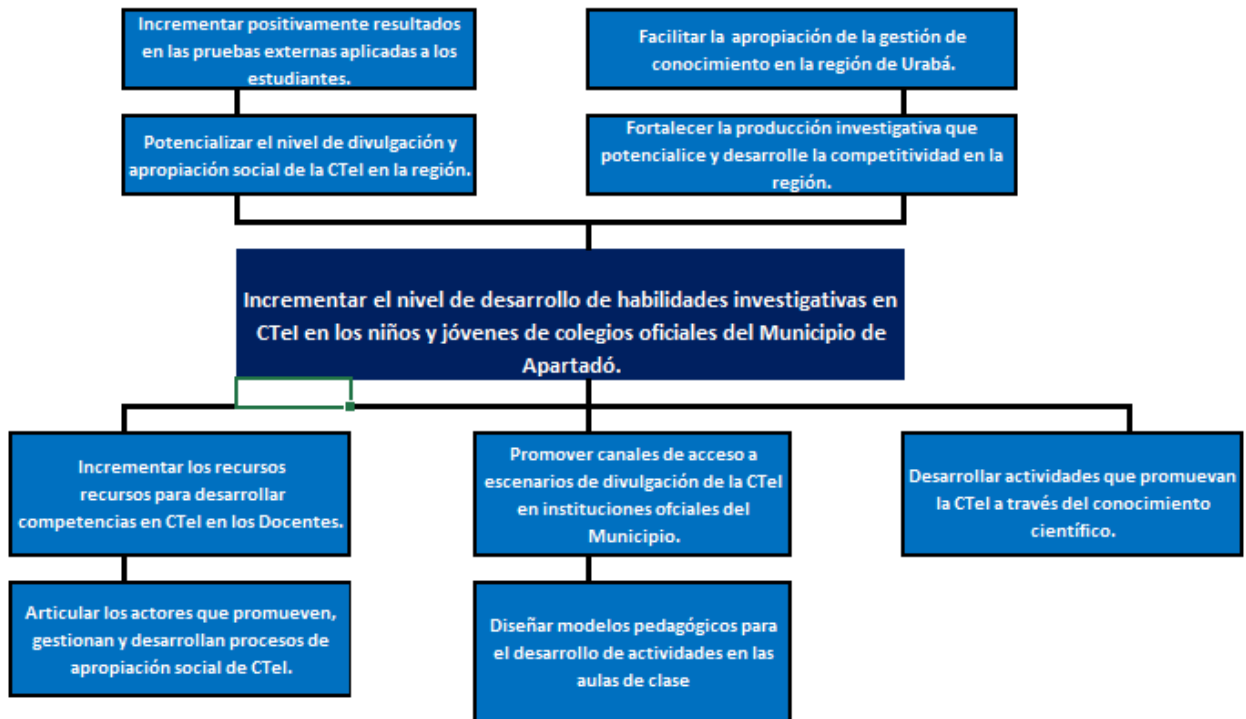 Incrementar positivamente resultados
en las pruebas externas aplicadas a los
estudiantes.
Facilitar la apropiación de la gestión de
conocimiento en la región de Urabá.
Potencializar el nivel de divulgación y
apropiación social de la CTeI en la región.
Fortalecer la producción investigativa que
potencialice y desarrolle la competitividad en la
región.
Incrementar el nivel de desarrollo de habilidades investigativas en
CTeI en los niños y jóvenes de colegios oficiales del Municipio de
Apartadó.
Incrementar los recursos
recursos para desarrollar
competencias en CTeI en los Docentes.
Promover canales de acceso a
escenarios de divulgación de la CTeI
en instituciones ofciales del
Municipio.
Desarrollar actividades que promuevan
la CTeI a través del conocimiento
científico.
Articular los actores que promueven,
gestionan y desarrollan procesos de
apropiación social de CTeI.
Diseñar modelos pedagógicos para
el desarrollo de actividades en las
aulas de clase